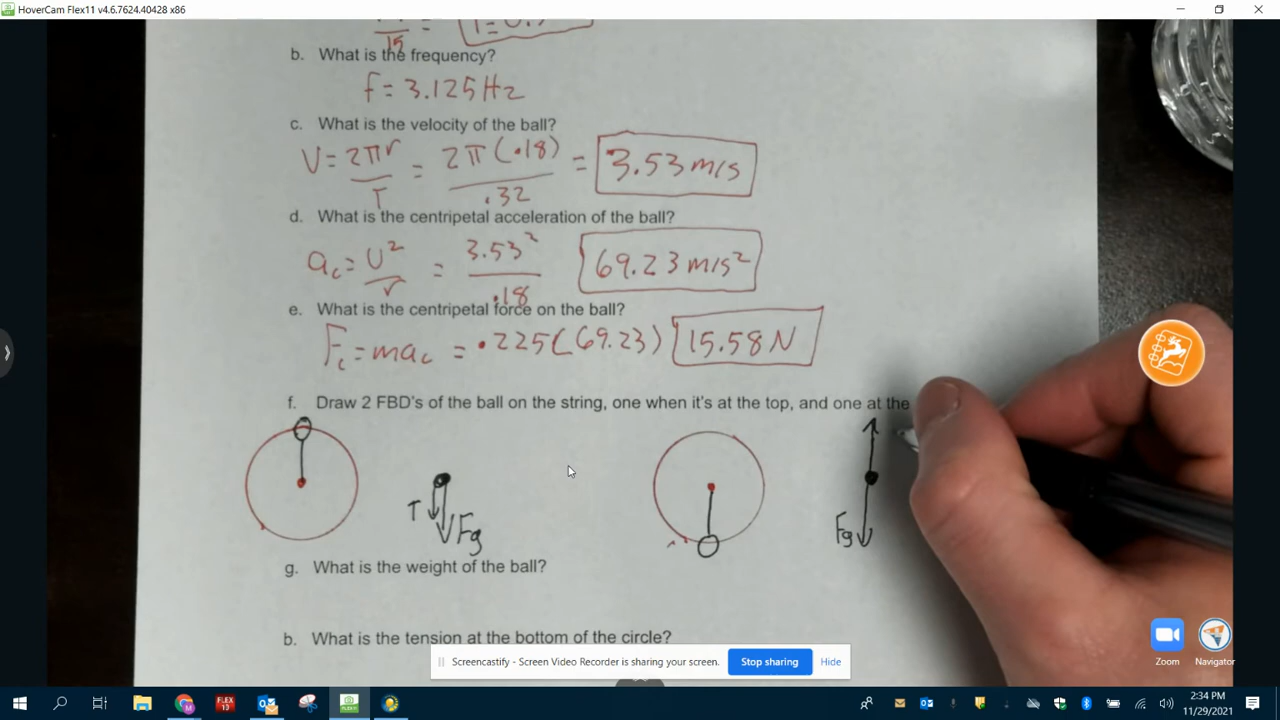 HoverCam Flex11 v4.6.7624.40428 x86
15
b. What is the frequency?
f = 3.125 Hz
c. What is the velocity of the ball?
V = 2πr / T = 2π(.18) / .32 = 3.53 m/s
d. What is the centripetal acceleration of the ball?
ac = v² / r = 3.53² / .18 69.23 m/s²
e. What is the centripetal force on the ball?
Fc = mac = .225(69.23) 15.58 N
f. Draw 2 FBD's of the ball on the string, one when it's at the top, and one at the
T Fg
Fg
g. What is the weight of the ball?
b. What is the tension at the bottom of the circle?
Screencastify - Screen Video Recorder is sharing your screen. Stop sharing Hide
Zoom
Navigator
2:34 PM
11/29/2021